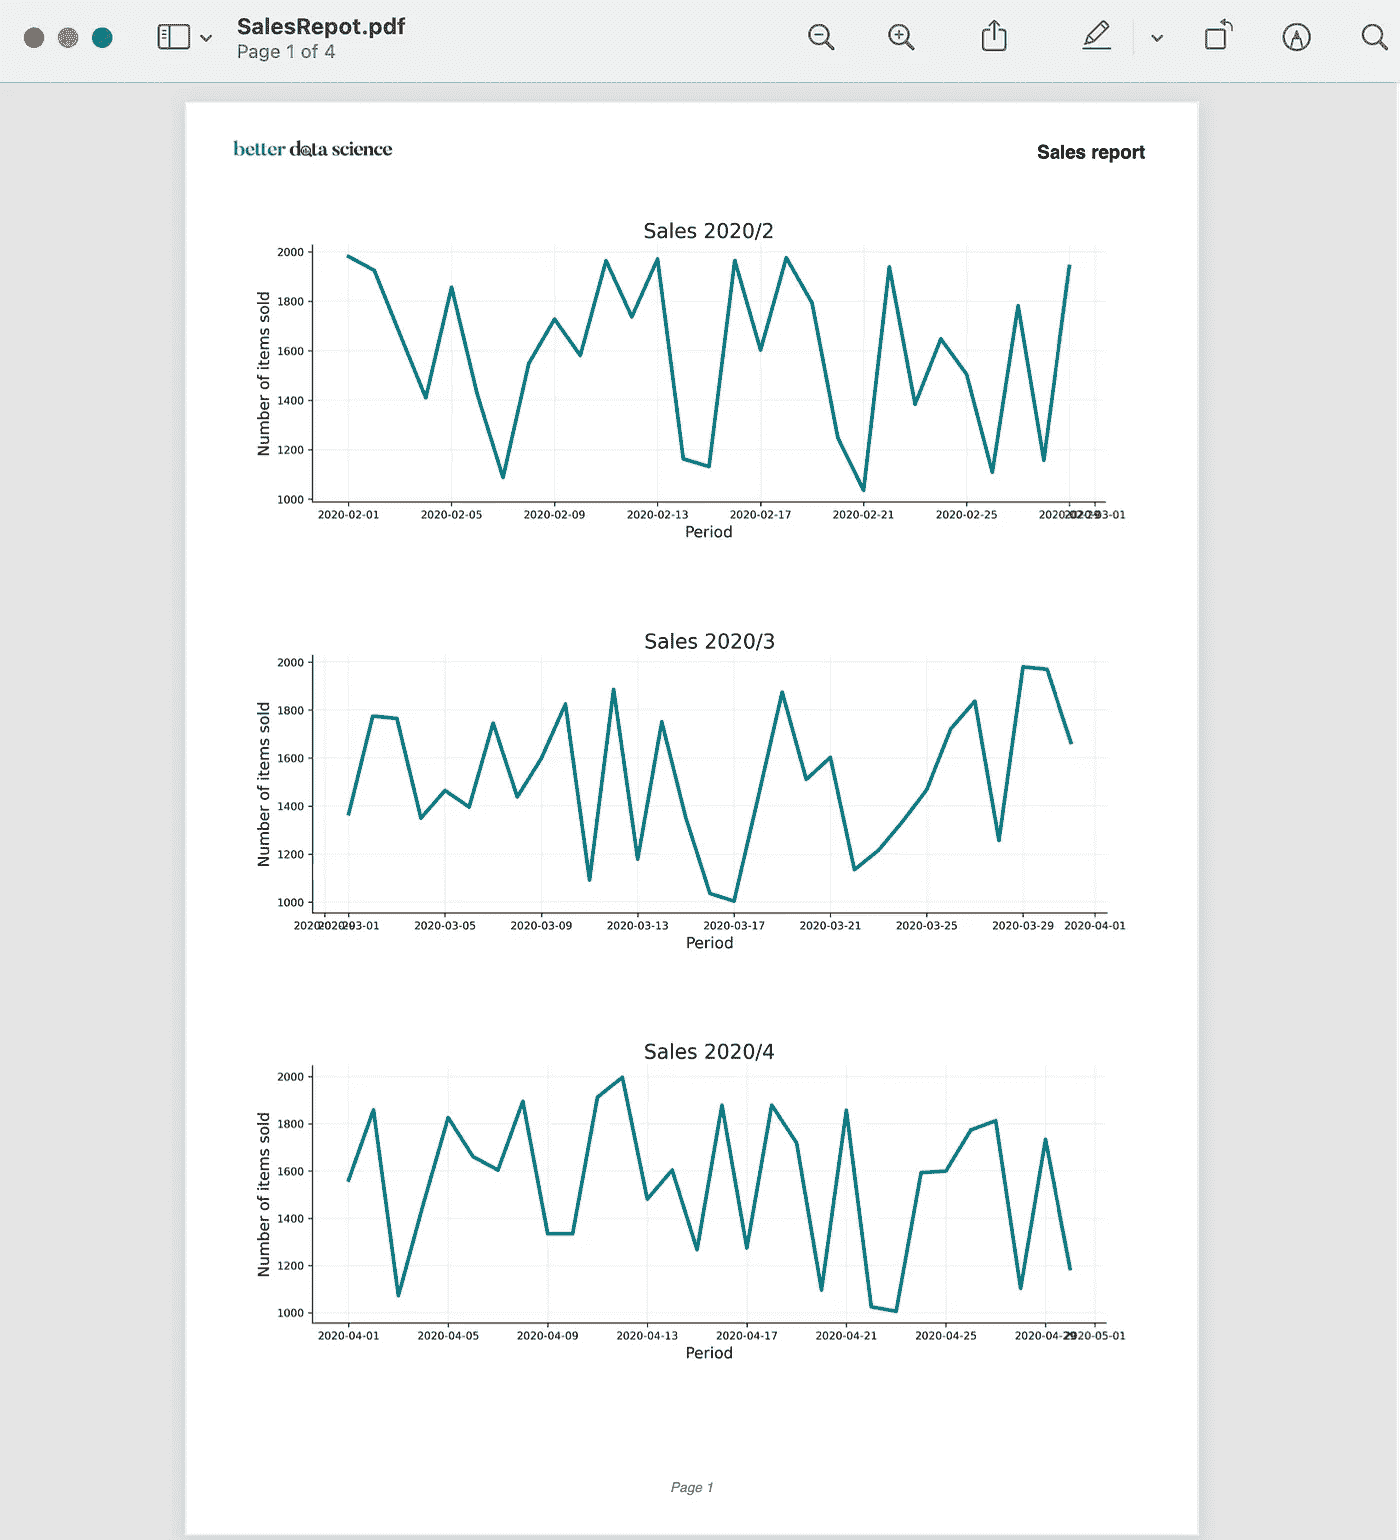 SalesRepot.pdf
Page 1 of 4
better data science
Sales report
Sales 2020/2
Number of items sold
2000
1800
1600
1400
1200
1000
2020-02-01 2020-02-05 2020-02-09 2020-02-13 2020-02-17 2020-02-21 2020-02-25 2020-02-29 2020-03-01
Period
Sales 2020/3
Number of items sold
2000
1800
1600
1400
1200
1000
2020-02-29 2020-03-01 2020-03-05 2020-03-09 2020-03-13 2020-03-17 2020-03-21 2020-03-25 2020-03-29 2020-04-01
Period
Sales 2020/4
Number of items sold
2000
1800
1600
1400
1200
1000
2020-04-01 2020-04-05 2020-04-09 2020-04-13 2020-04-17 2020-04-21 2020-04-25 2020-04-29 2020-05-01
Period
Page 1